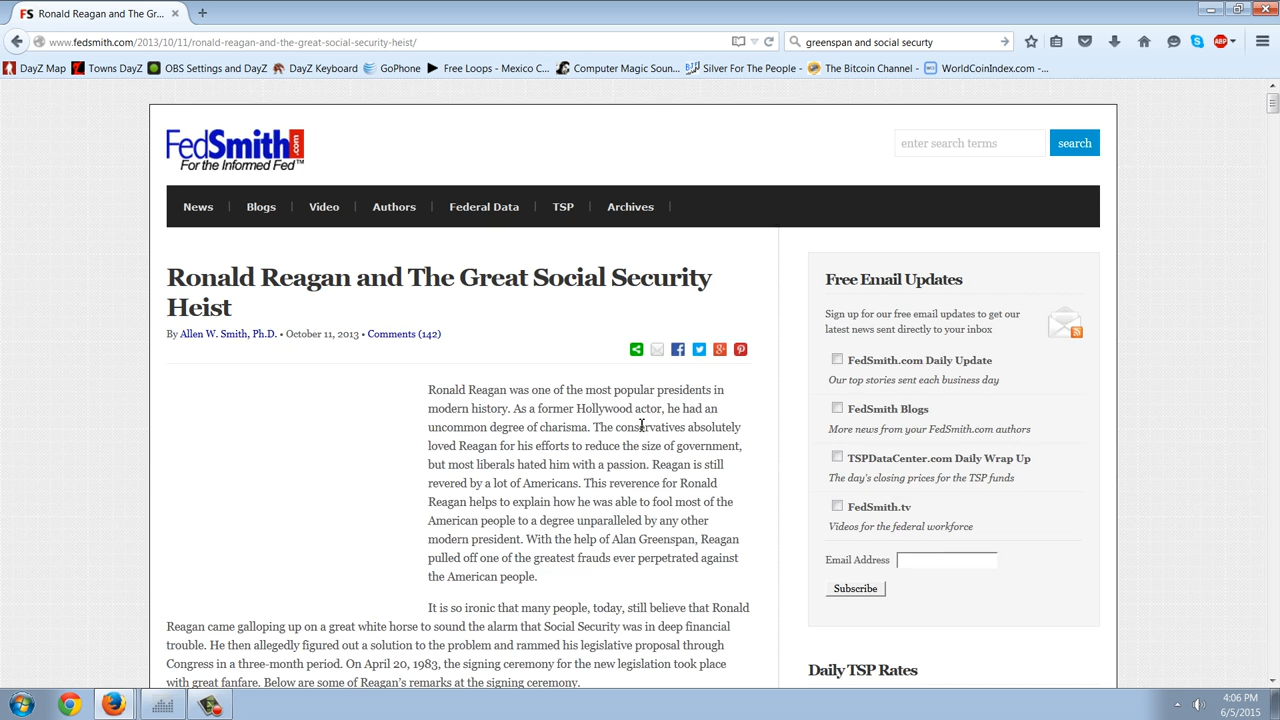 Ronald Reagan and The Gr...
www.fedsmith.com/2013/10/11/ronald-reagan-and-the-great-social-security-heist/
greenspan and social securty
ABP
DayZ Map
Towns DayZ
OBS Settings and DayZ
DayZ Keyboard
GoPhone
Free Loops - Mexico C...
Computer Magic Soun...
Silver For The People - ...
The Bitcoin Channel - ...
WorldCoinIndex.com -...
FedSmith.com
For the Informed Fed™
enter search terms
search
News
Blogs
Video
Authors
Federal Data
TSP
Archives
Ronald Reagan and The Great Social Security
Heist
By Allen W. Smith, Ph.D. • October 11, 2013 • Comments (142)
Ronald Reagan was one of the most popular presidents in
modern history. As a former Hollywood actor, he had an
uncommon degree of charisma. The conservatives absolutely
loved Reagan for his efforts to reduce the size of government,
but most liberals hated him with a passion. Reagan is still
revered by a lot of Americans. This reverence for Ronald
Reagan helps to explain how he was able to fool most of the
American people to a degree unparalleled by any other
modern president. With the help of Alan Greenspan, Reagan
pulled off one of the greatest frauds ever perpetrated against
the American people.
It is so ironic that many people, today, still believe that Ronald
Reagan came galloping up on a great white horse to sound the alarm that Social Security was in deep financial
trouble. He then allegedly figured out a solution to the problem and rammed his legislative proposal through
Congress in a three-month period. On April 20, 1983, the signing ceremony for the new legislation took place
with great fanfare. Below are some of Reagan's remarks at the signing ceremony.
Free Email Updates
Sign up for our free email updates to get our
latest news sent directly to your inbox
FedSmith.com Daily Update
Our top stories sent each business day
FedSmith Blogs
More news from your FedSmith.com authors
TSPDataCenter.com Daily Wrap Up
The day's closing prices for the TSP funds
FedSmith.tv
Videos for the federal workforce
Email Address
Subscribe
Daily TSP Rates
4:06 PM
6/5/2015